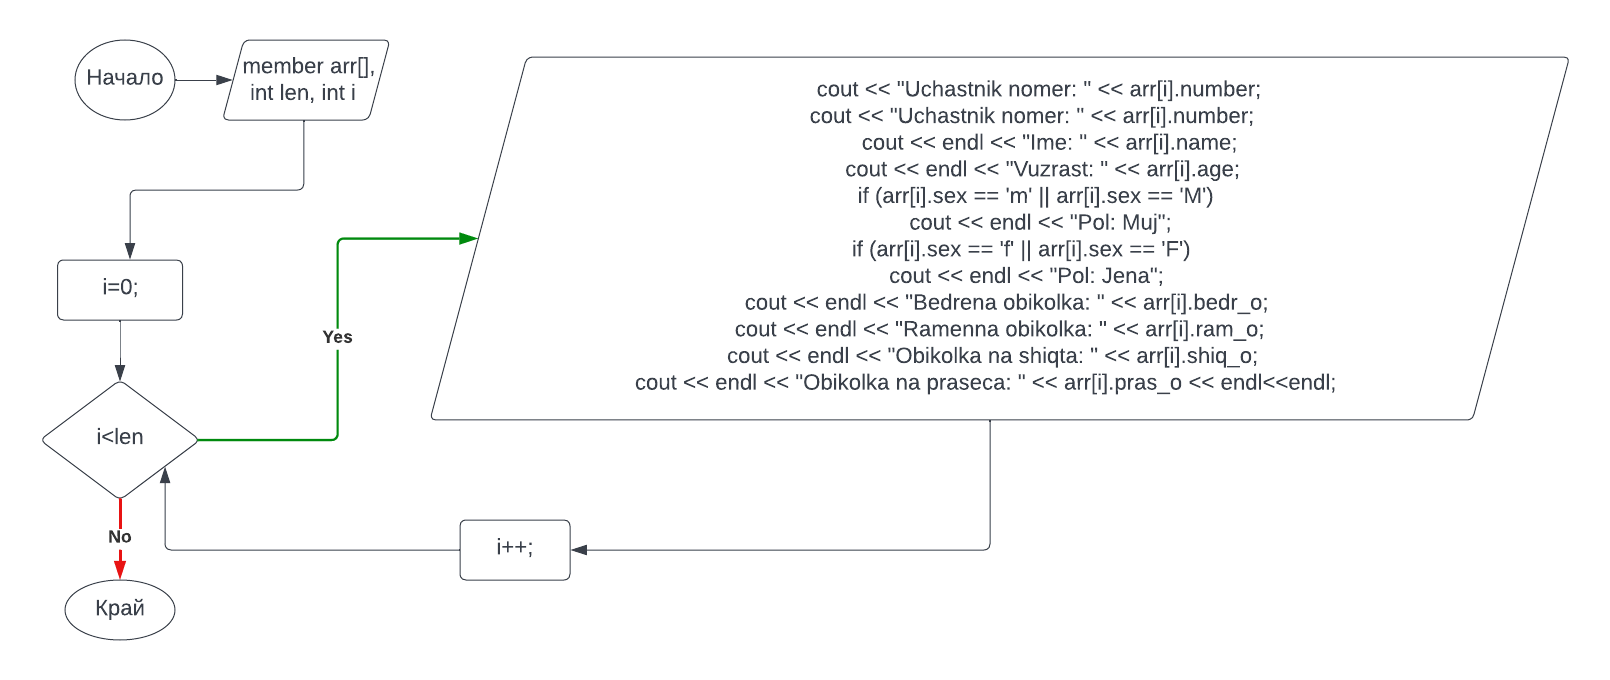 Начало
member arr[],
int len, int i
i=0;
i<len
Yes
No
Край
cout << "Uchastnik nomer: " << arr[i].number;
cout << "Uchastnik nomer: " << arr[i].number;
cout << endl << "Ime: " << arr[i].name;
cout << endl << "Vuzrast: " << arr[i].age;
if (arr[i].sex == 'm' || arr[i].sex == 'M')
cout << endl << "Pol: Muj";
if (arr[i].sex == 'f' || arr[i].sex == 'F')
cout << endl << "Pol: Jena";
cout << endl << "Bedrena obikolka: " << arr[i].bedr_o;
cout << endl << "Ramenna obikolka: " << arr[i].ram_o;
cout << endl << "Obikolka na shiqta: " << arr[i].shiq_o;
cout << endl << "Obikolka na praseca: " << arr[i].pras_o << endl<<endl;
i++;